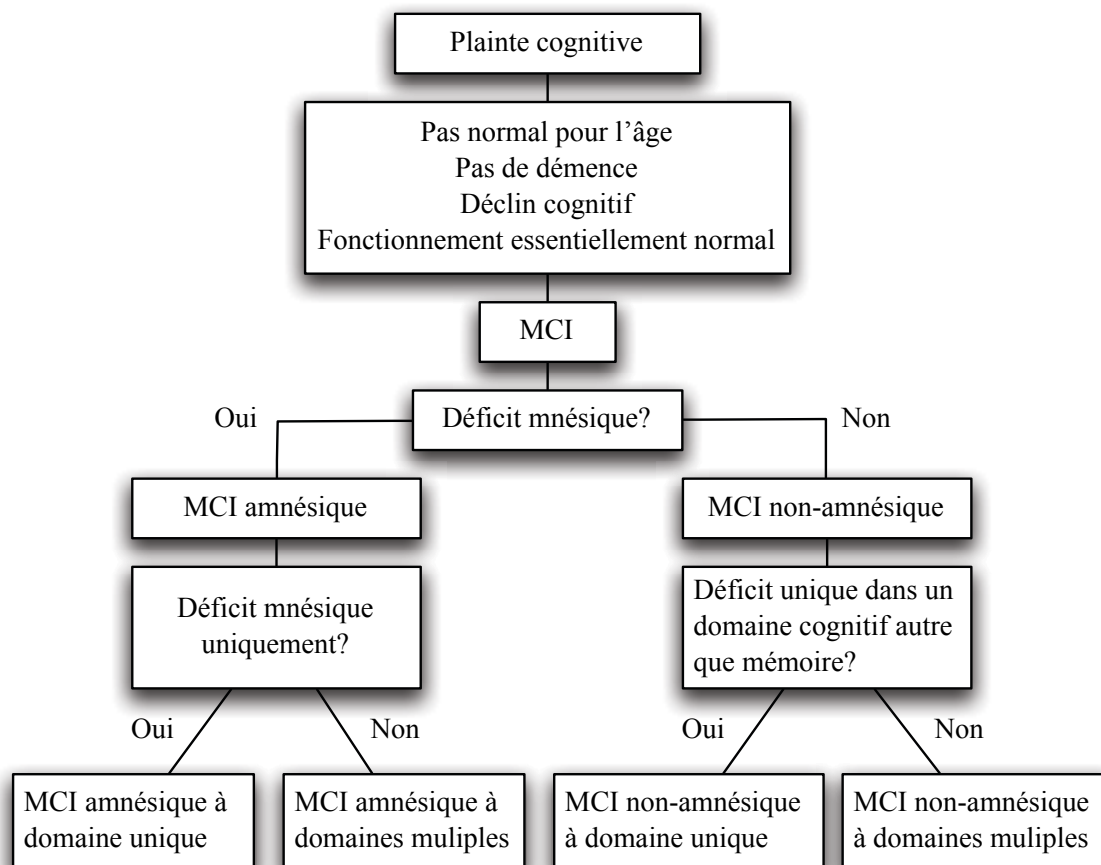 Plainte cognitive
Pas normal pour l’âge
Pas de démence
Déclin cognitif
Fonctionnement essentiellement normal
MCI
Oui
Déficit mnésique?
Non
MCI amnésique
MCI non-amnésique
Déficit mnésique
uniquement?
Déficit unique dans un
domaine cognitif autre
que mémoire?
Oui
Non
Oui
Non
MCI amnésique à
domaine unique
MCI amnésique à
domaines muliples
MCI non-amnésique
à domaine unique
MCI non-amnésique
à domaines muliples